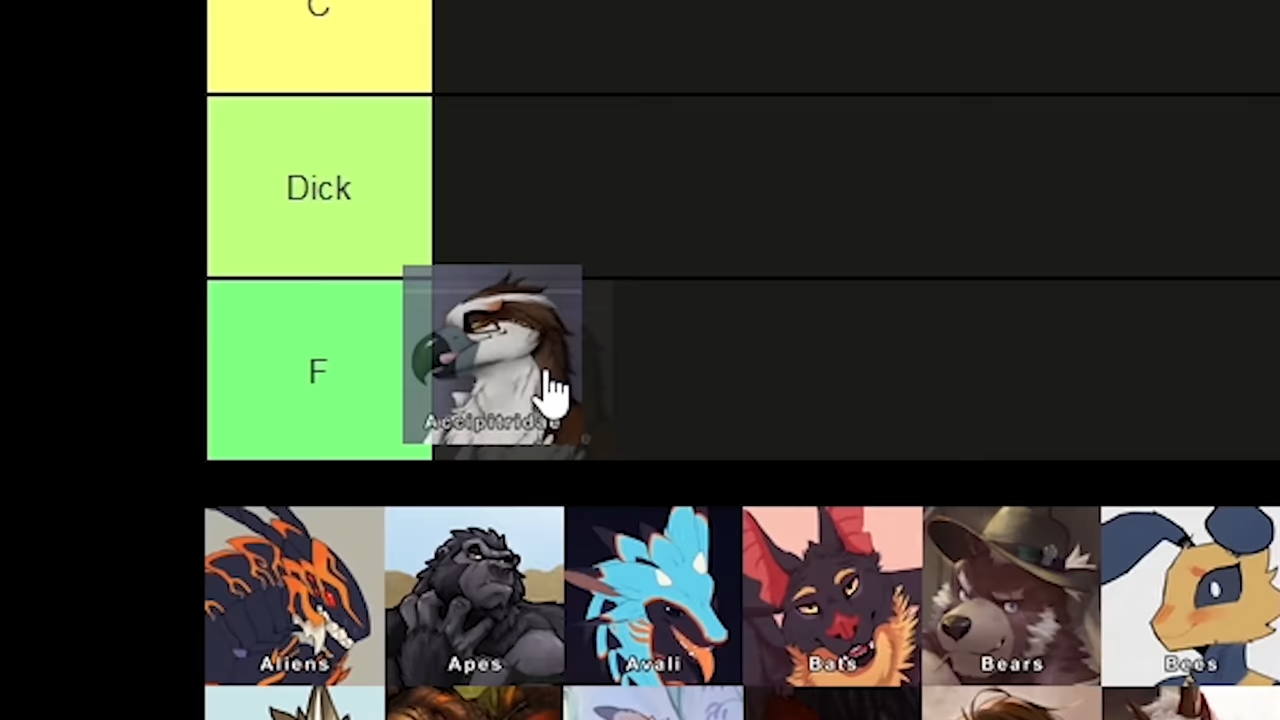 C
Dick
F
Accipitridae
Aliens
Apes
Avali
Bats
Bears
Bees